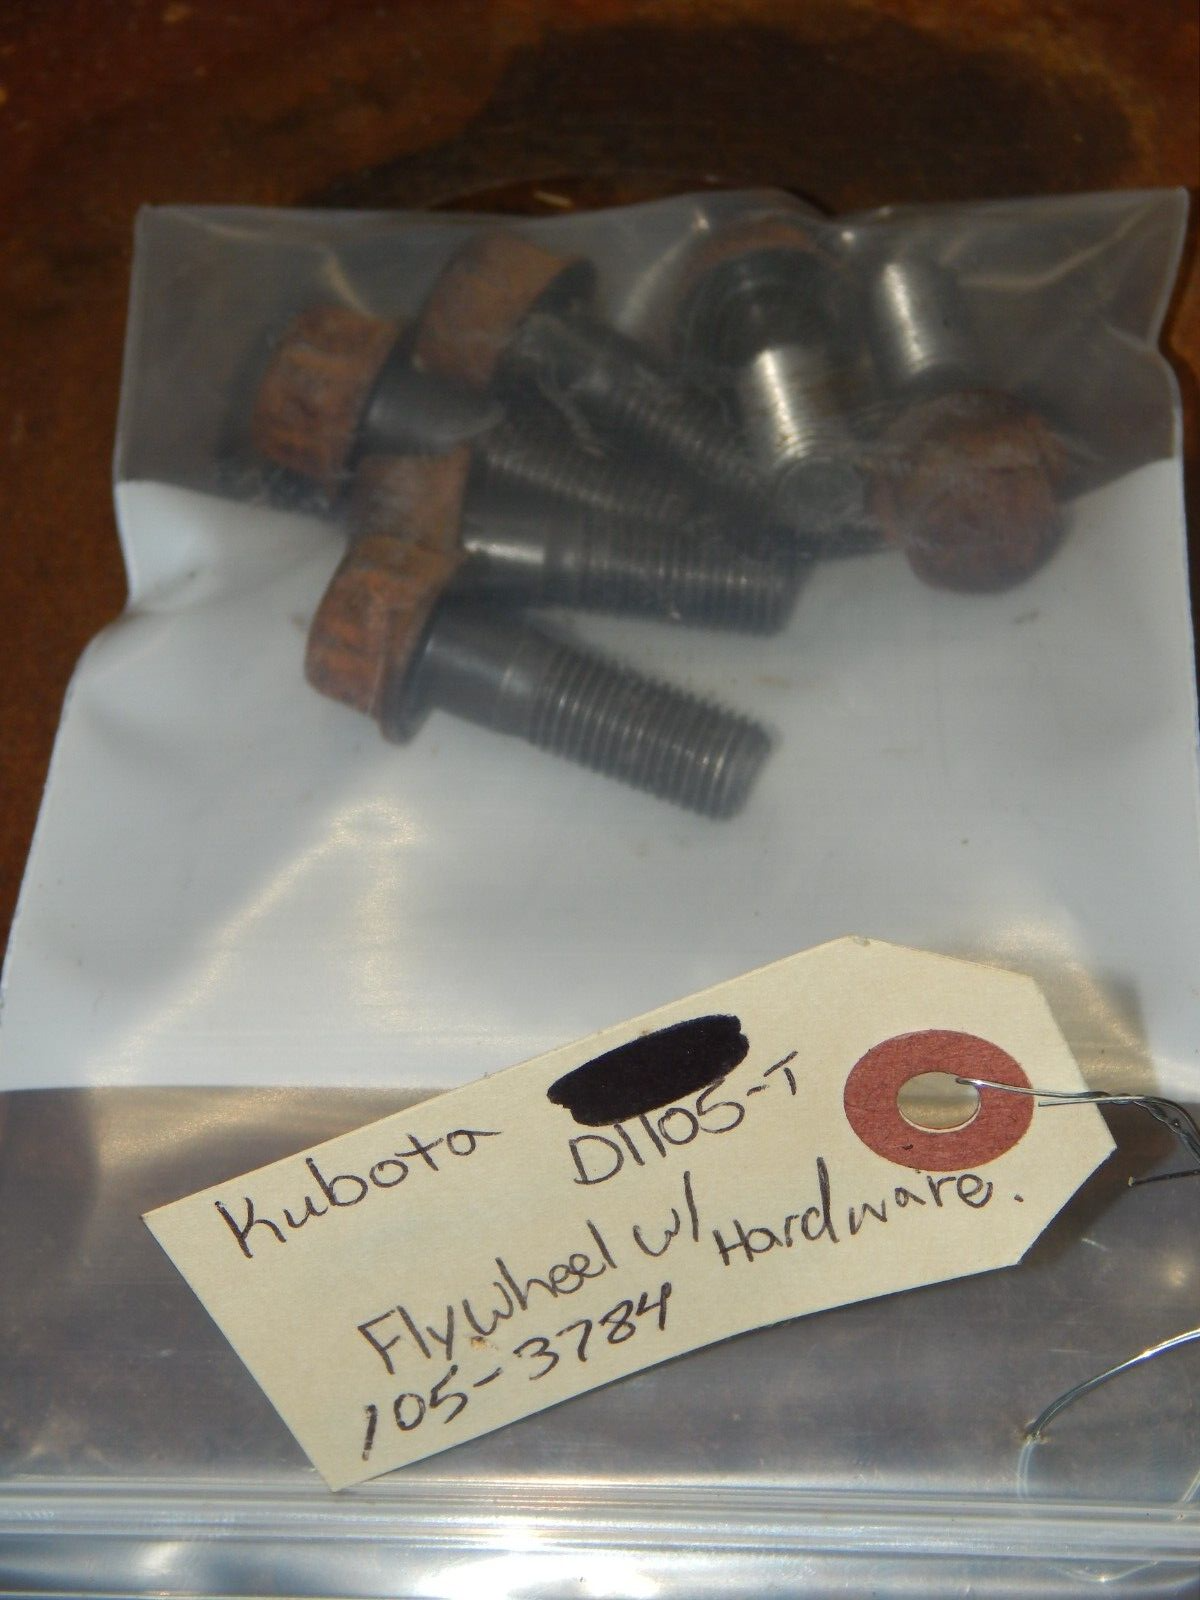 Kubota D1105-T
Flywheel w/ Hardware.
105-3784